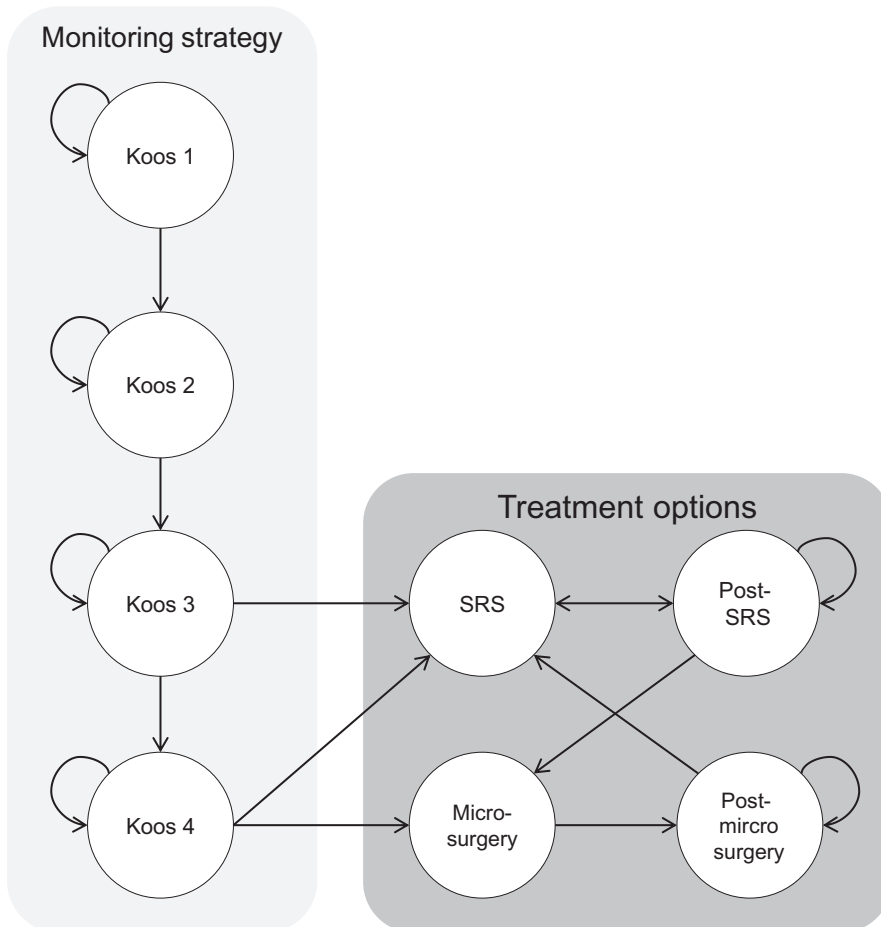 Monitoring strategy
Koos 1
Koos 2
Koos 3
Koos 4
Treatment options
SRS
Post-
SRS
Micro-
surgery
Post-
mircro
surgery